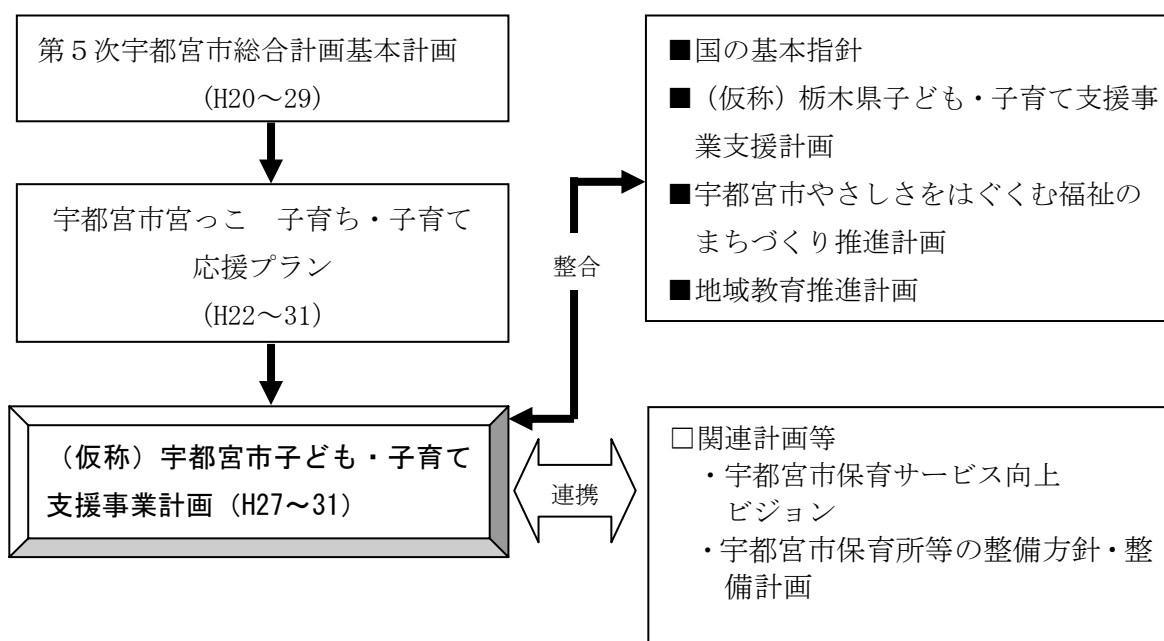 第５次宇都宮市総合計画基本計画
(H20～29)
宇都宮市宮っこ　子育ち・子育て
応援プラン
(H22～31)
（仮称）宇都宮市子ども・子育て
支援事業計画（H27～31）
整合
連携
■国の基本指針
■（仮称）栃木県子ども・子育て支援事
業支援計画
■宇都宮市やさしさをはぐくむ福祉の
まちづくり推進計画
■地域教育推進計画
□関連計画等
・宇都宮市保育サービス向上
ビジョン
・宇都宮市保育所等の整備方針・整
備計画